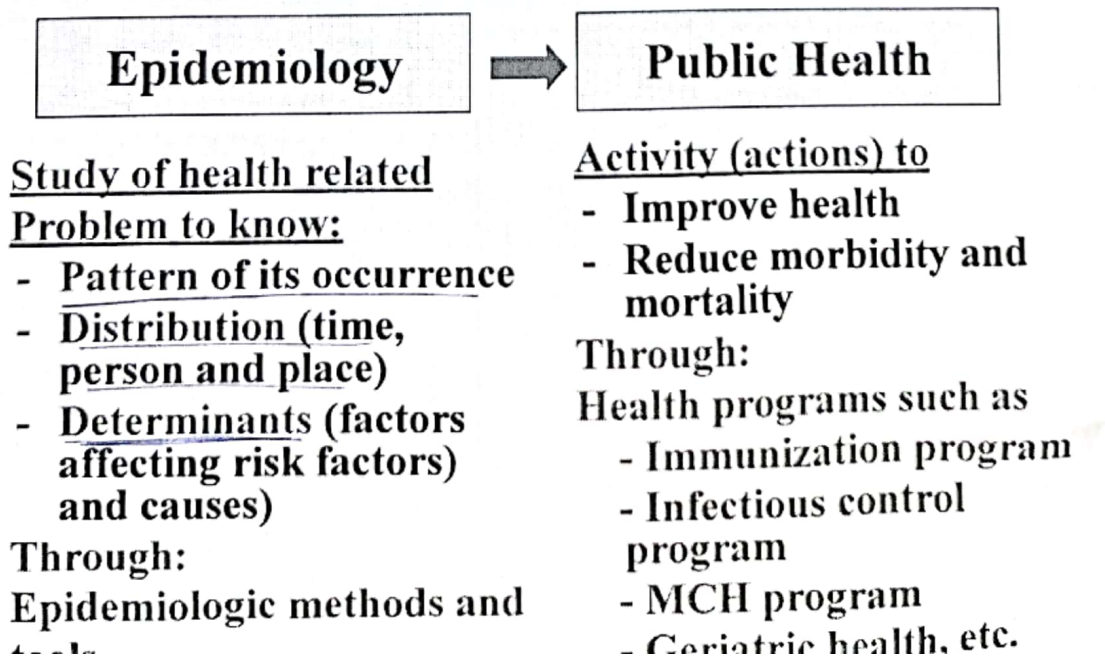 Epidemiology
Study of health related
Problem to know:
- Pattern of its occurrence
- Distribution (time,
person and place)
- Determinants (factors
affecting risk factors)
and causes)
Through:
Epidemiologic methods and
tools
Public Health
Activity (actions) to
- Improve health
- Reduce morbidity and
mortality
Through:
Health programs such as
- Immunization program
- Infectious control
program
- MCH program
- Geriatric health, etc.